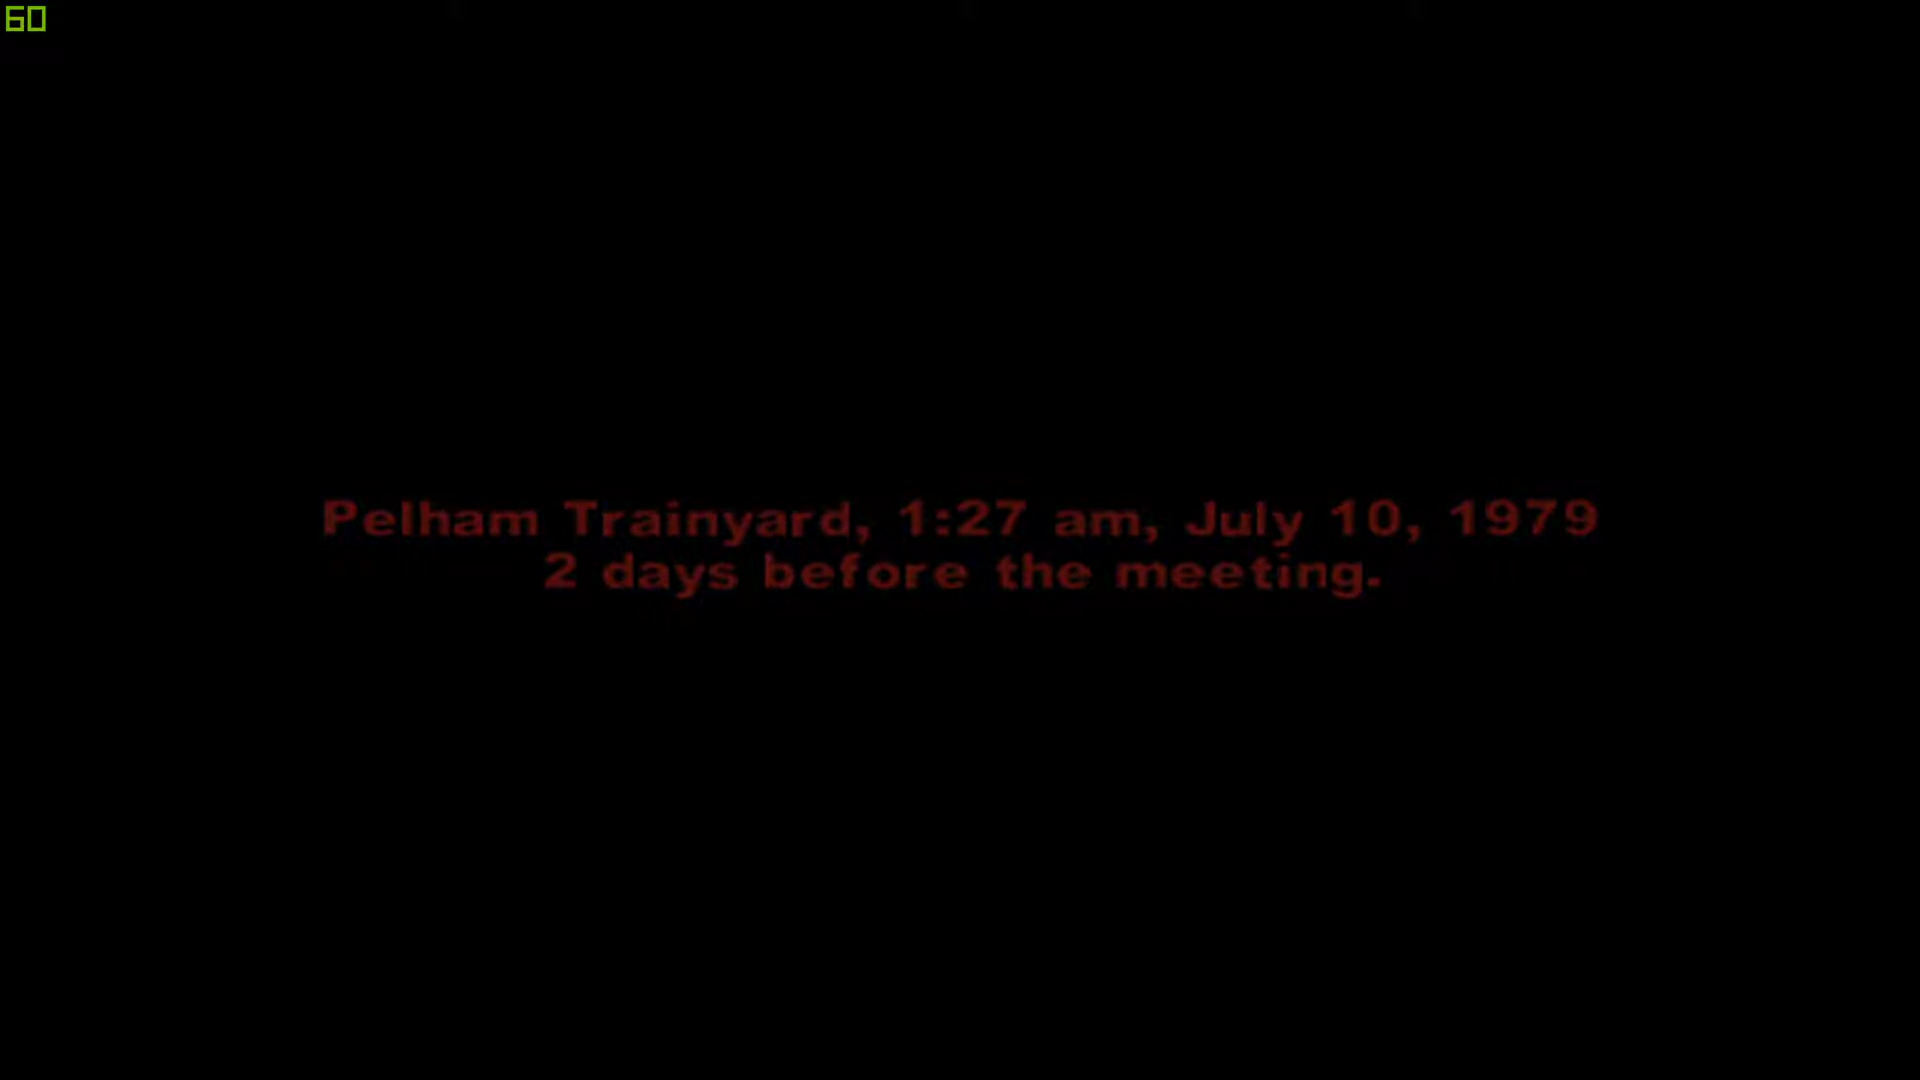 60
Pelham Trainyard, 1:27 am, July 10, 1979
2 days before the meeting.